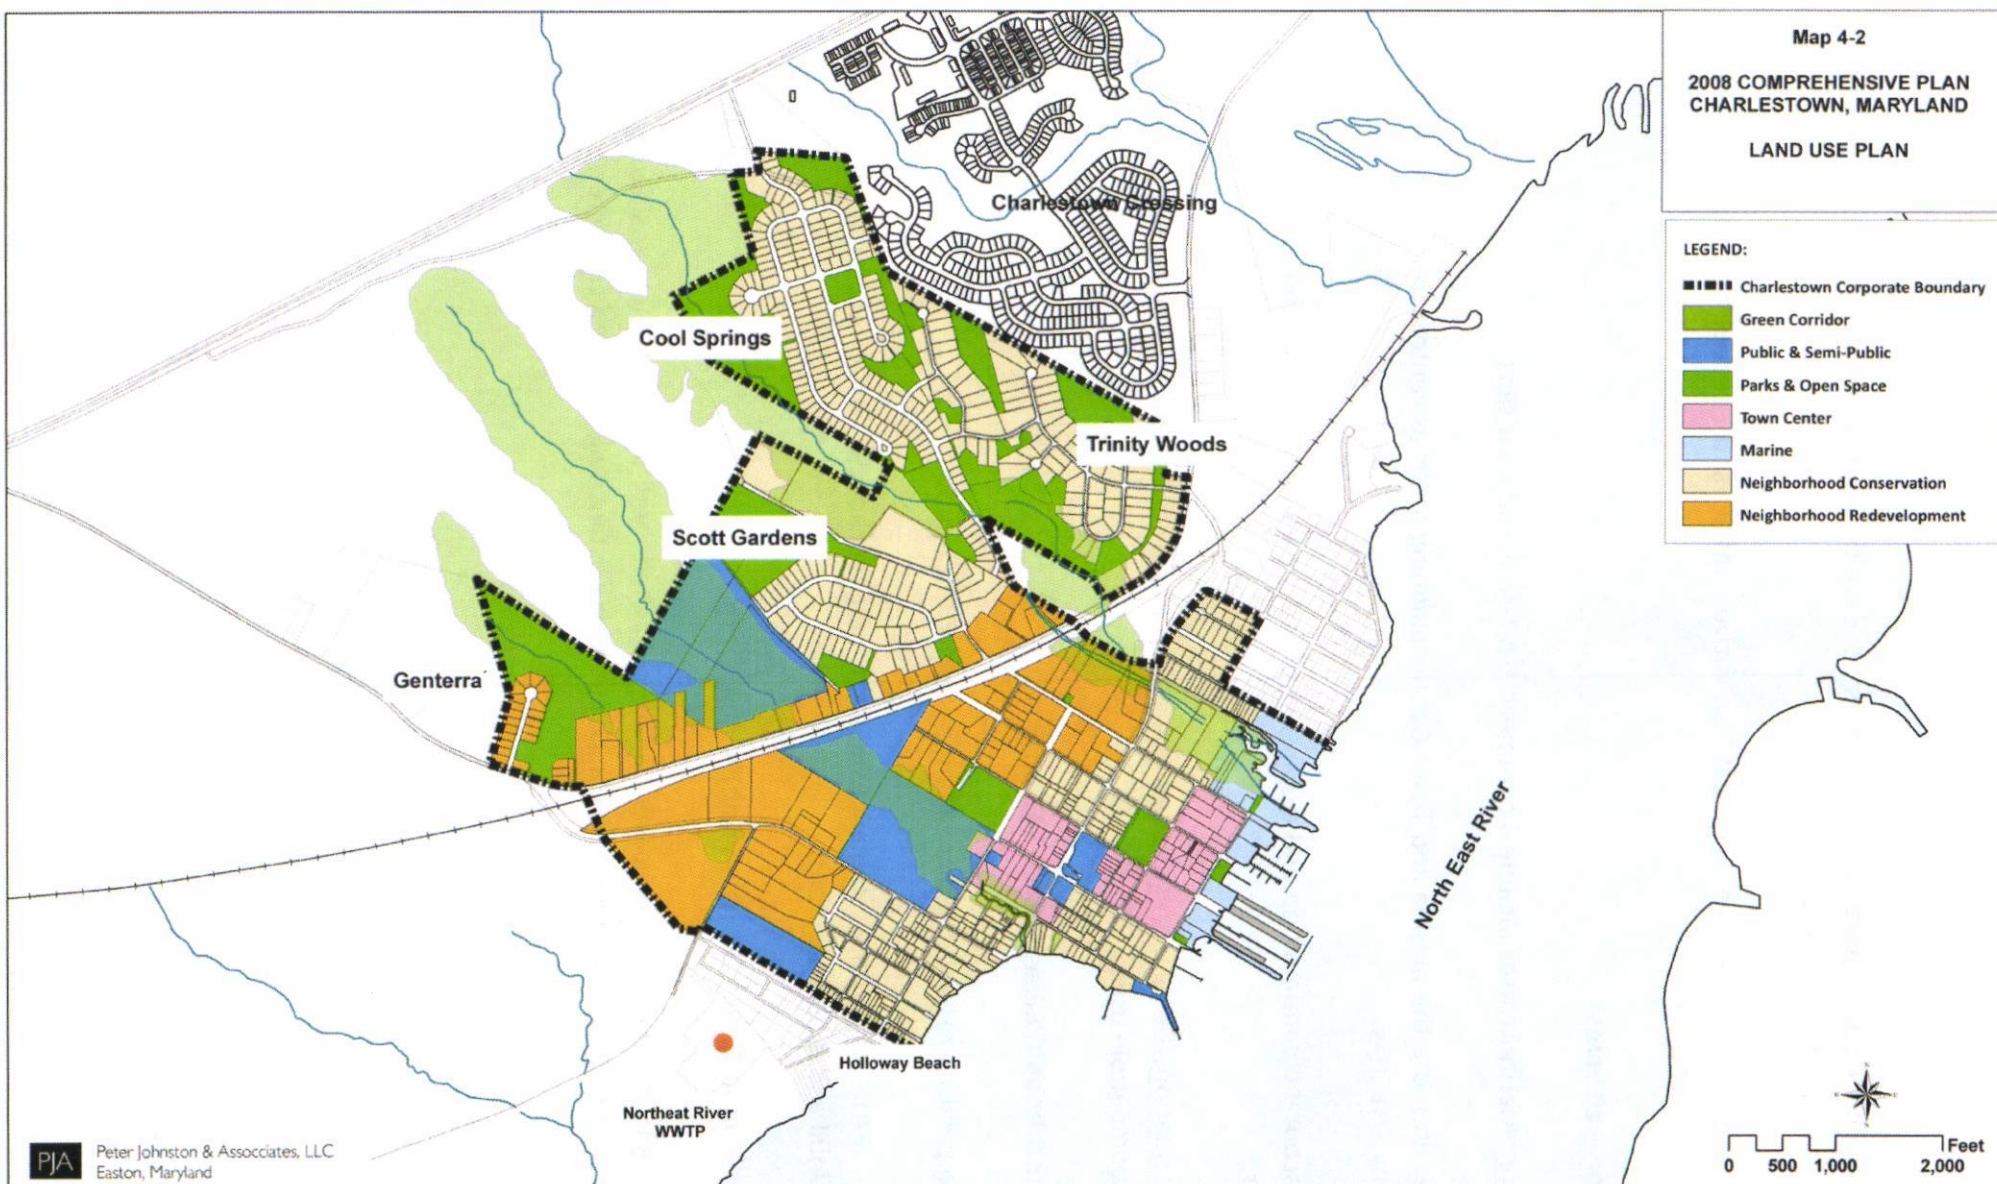 Map 4-2
2008 COMPREHENSIVE PLAN
CHARLESTOWN, MARYLAND
LAND USE PLAN
LEGEND:
Charlestown Corporate Boundary
Green Corridor
Public & Semi-Public
Parks & Open Space
Town Center
Marine
Neighborhood Conservation
Neighborhood Redevelopment
Charlestown Crossing
Cool Springs
Trinity Woods
Scott Gardens
Genterra
North East River
Holloway Beach
Northeat River
WWTP
PJA
Peter Johnston & Assocciates, LLC
Easton, Maryland
Feet
0 500 1,000 2,000